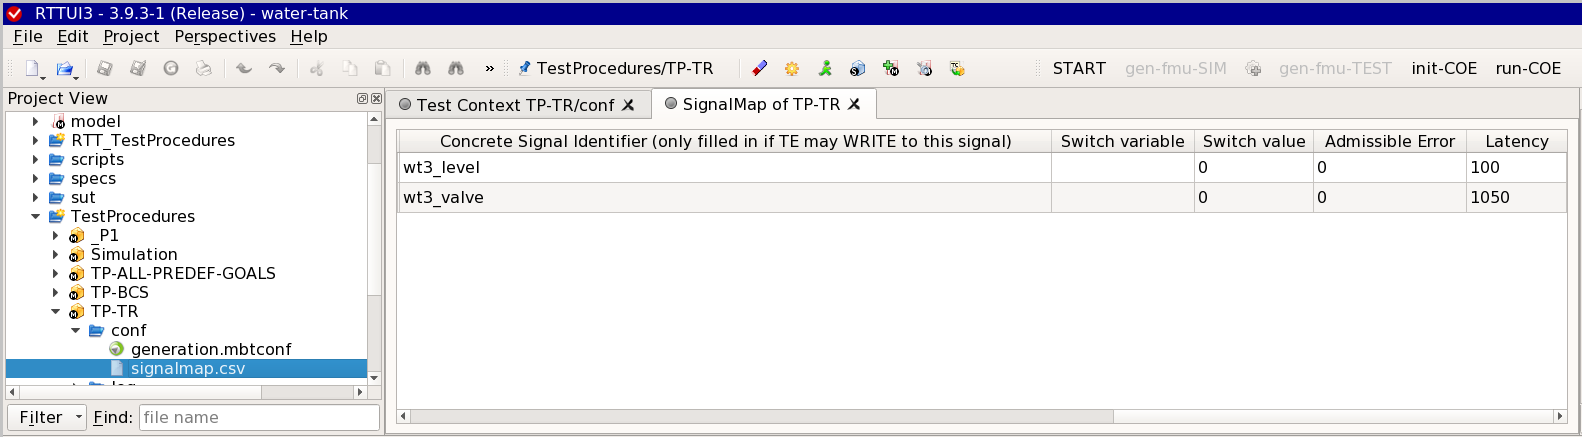 RTTUI3 - 3.9.3-1 (Release) - water-tank
File Edit Project Perspectives Help
» TestProcedures/TP-TR START gen-fmu-SIM gen-fmu-TEST init-COE run-COE
Project View
model
RTT_TestProcedures
scripts
specs
sut
TestProcedures
_P1
Simulation
TP-ALL-PREDEF-GOALS
TP-BCS
TP-TR
conf
generation.mbtconf
signalmap.csv
Filter Find: file name
Test Context TP-TR/conf SignalMap of TP-TR
Concrete Signal Identifier (only filled in if TE may WRITE to this signal) Switch variable Switch value Admissible Error Latency
wt3_level 0 0 100
wt3_valve 0 0 1050